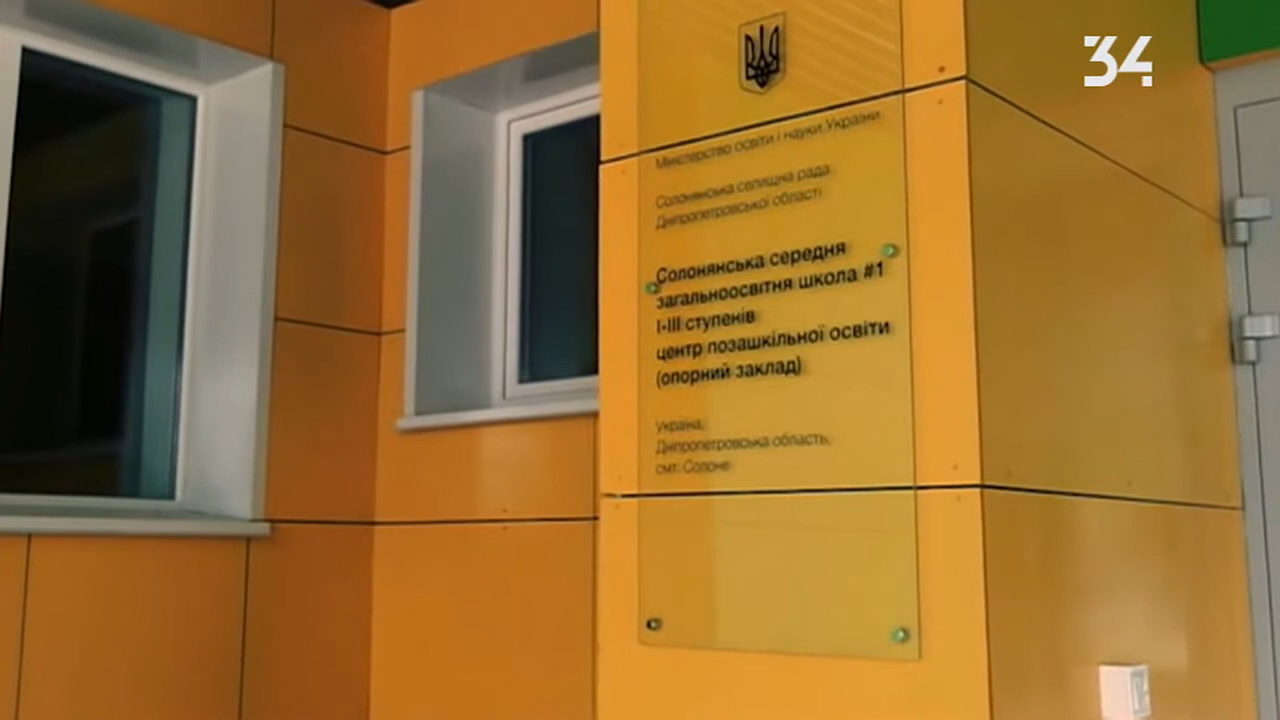 34
Міністерство освіти і науки України
Солонянська селищна рада
Дніпропетровської області
Солонянська середня
загальноосвітня школа #1
І-ІІІ ступенів
центр позашкільної освіти
(опорний заклад)
Україна,
Дніпропетровська область,
смт. Солоне